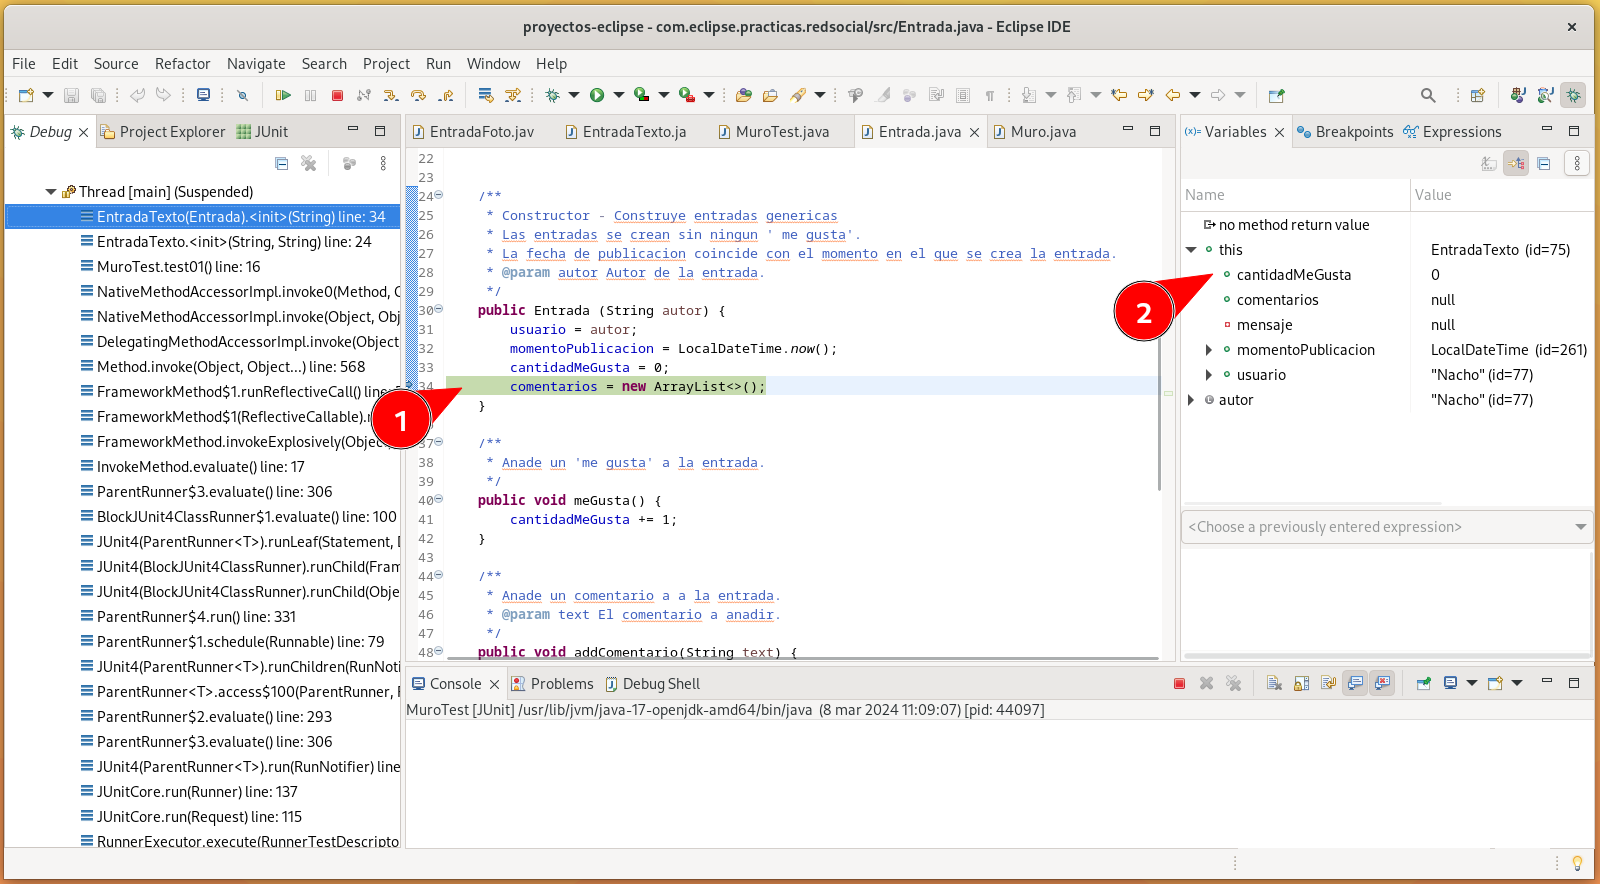 proyectos-eclipse - com.eclipse.practicas.redsocial/src/Entrada.java - Eclipse IDE
File Edit Source Refactor Navigate Search Project Run Window Help
Debug Project Explorer JUnit
Thread [main] (Suspended)
EntradaTexto(Entrada).<init>(String) line: 34
EntradaTexto.<init>(String, String) line: 24
MuroTest.test01() line: 16
NativeMethodAccessorImpl.invoke0(Method, O
NativeMethodAccessorImpl.invoke(Object, Obj
DelegatingMethodAccessorImpl.invoke(Object
Method.invoke(Object, Object...) line: 568
FrameworkMethod$1.runReflectiveCall() line:
FrameworkMethod$1(ReflectiveCallable).
FrameworkMethod.invokeExplosively(Objec
InvokeMethod.evaluate() line: 17
ParentRunner$3.evaluate() line: 306
BlockJUnit4ClassRunner$1.evaluate() line: 100
JUnit4(ParentRunner<T>).runLeaf(Statement, D
JUnit4(BlockJUnit4ClassRunner).runChild(Fram
JUnit4(BlockJUnit4ClassRunner).runChild(Obje
ParentRunner$4.run() line: 331
ParentRunner$1.schedule(Runnable) line: 79
JUnit4(ParentRunner<T>).runChildren(RunNoti
ParentRunner<T>.access$100(ParentRunner, R
ParentRunner$2.evaluate() line: 293
ParentRunner$3.evaluate() line: 306
JUnit4(ParentRunner<T>).run(RunNotifier) line
JUnitCore.run(Runner) line: 137
JUnitCore.run(Request) line: 115
RunnerExecutor.execute(RunnerTestDescripto
EntradaFoto.jav EntradaTexto.ja MuroTest.java Entrada.java Muro.java
22
23
24 /**
25 * Constructor - Construye entradas genericas
26 * Las entradas se crean sin ningun ' me gusta'.
27 * La fecha de publicacion coincide con el momento en el que se crea la entrada.
28 * @param autor Autor de la entrada.
29 */
30 public Entrada (String autor) {
31 usuario = autor;
32 momentoPublicacion = LocalDateTime.now();
33 cantidadMeGusta = 0;
34 comentarios = new ArrayList<>();
}
1
37 /**
38 * Anade un 'me gusta' a la entrada.
39 */
40 public void meGusta() {
41 cantidadMeGusta += 1;
42 }
43
44 /**
45 * Anade un comentario a a la entrada.
46 * @param text El comentario a anadir.
47 */
48 public void addComentario(String text) {
Variables Breakpoints Expressions
Name Value
no method return value
this EntradaTexto (id=75)
cantidadMeGusta 0
comentarios null
2
mensaje null
momentoPublicacion LocalDateTime (id=261)
usuario "Nacho" (id=77)
autor "Nacho" (id=77)
<Choose a previously entered expression>
Console Problems Debug Shell
MuroTest [JUnit] /usr/lib/jvm/java-17-openjdk-amd64/bin/java (8 mar 2024 11:09:07) [pid: 44097]